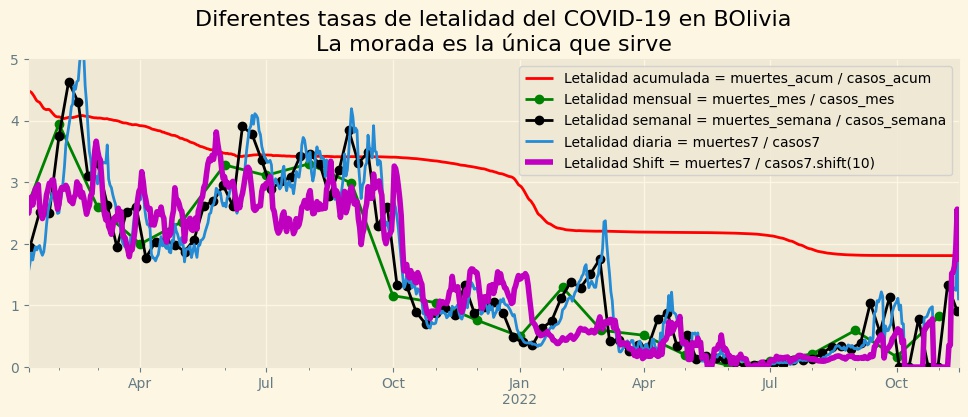 Diferentes tasas de letalidad del COVID-19 en BOlivia
La morada es la única que sirve
5
4
3
2
1
0
Letalidad acumulada = muertes_acum / casos_acum
Letalidad mensual = muertes_mes / casos_mes
Letalidad semanal = muertes_semana / casos_semana
Letalidad diaria = muertes7 / casos7
Letalidad Shift = muertes7 / casos7.shift(10)
Apr Jul Oct Jan Apr Jul Oct
2022